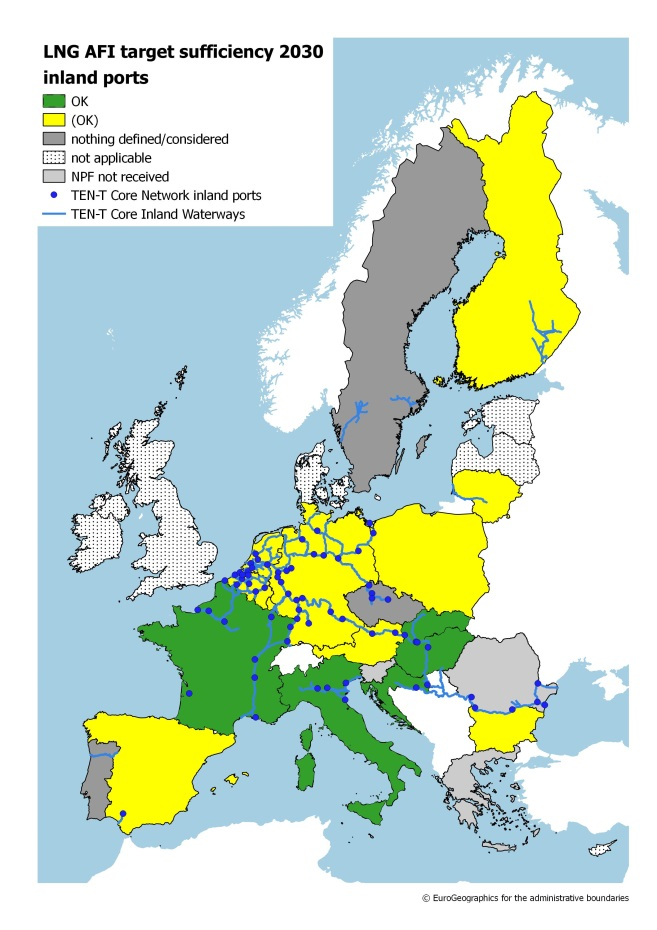 LNG AFI target sufficiency 2030
inland ports
OK
(OK)
nothing defined/considered
not applicable
NPF not received
TEN-T Core Network inland ports
TEN-T Core Inland Waterways
© EuroGeographics for the administrative boundaries